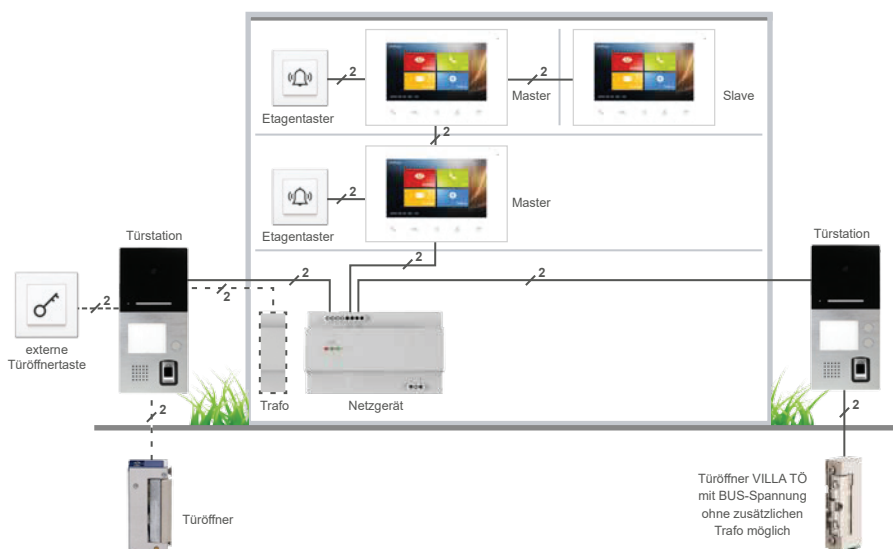 2
2
Etagentaster
Master
Slave
2
2
Etagentaster
Master
Türstation
Türstation
2
2
2
2
2
externe
Türöffnertaste
Trafo
Netzgerät
2
2
Türöffner
Türöffner VILLA TÖ
mit BUS-Spannung
ohne zusätzlichen
Trafo möglich